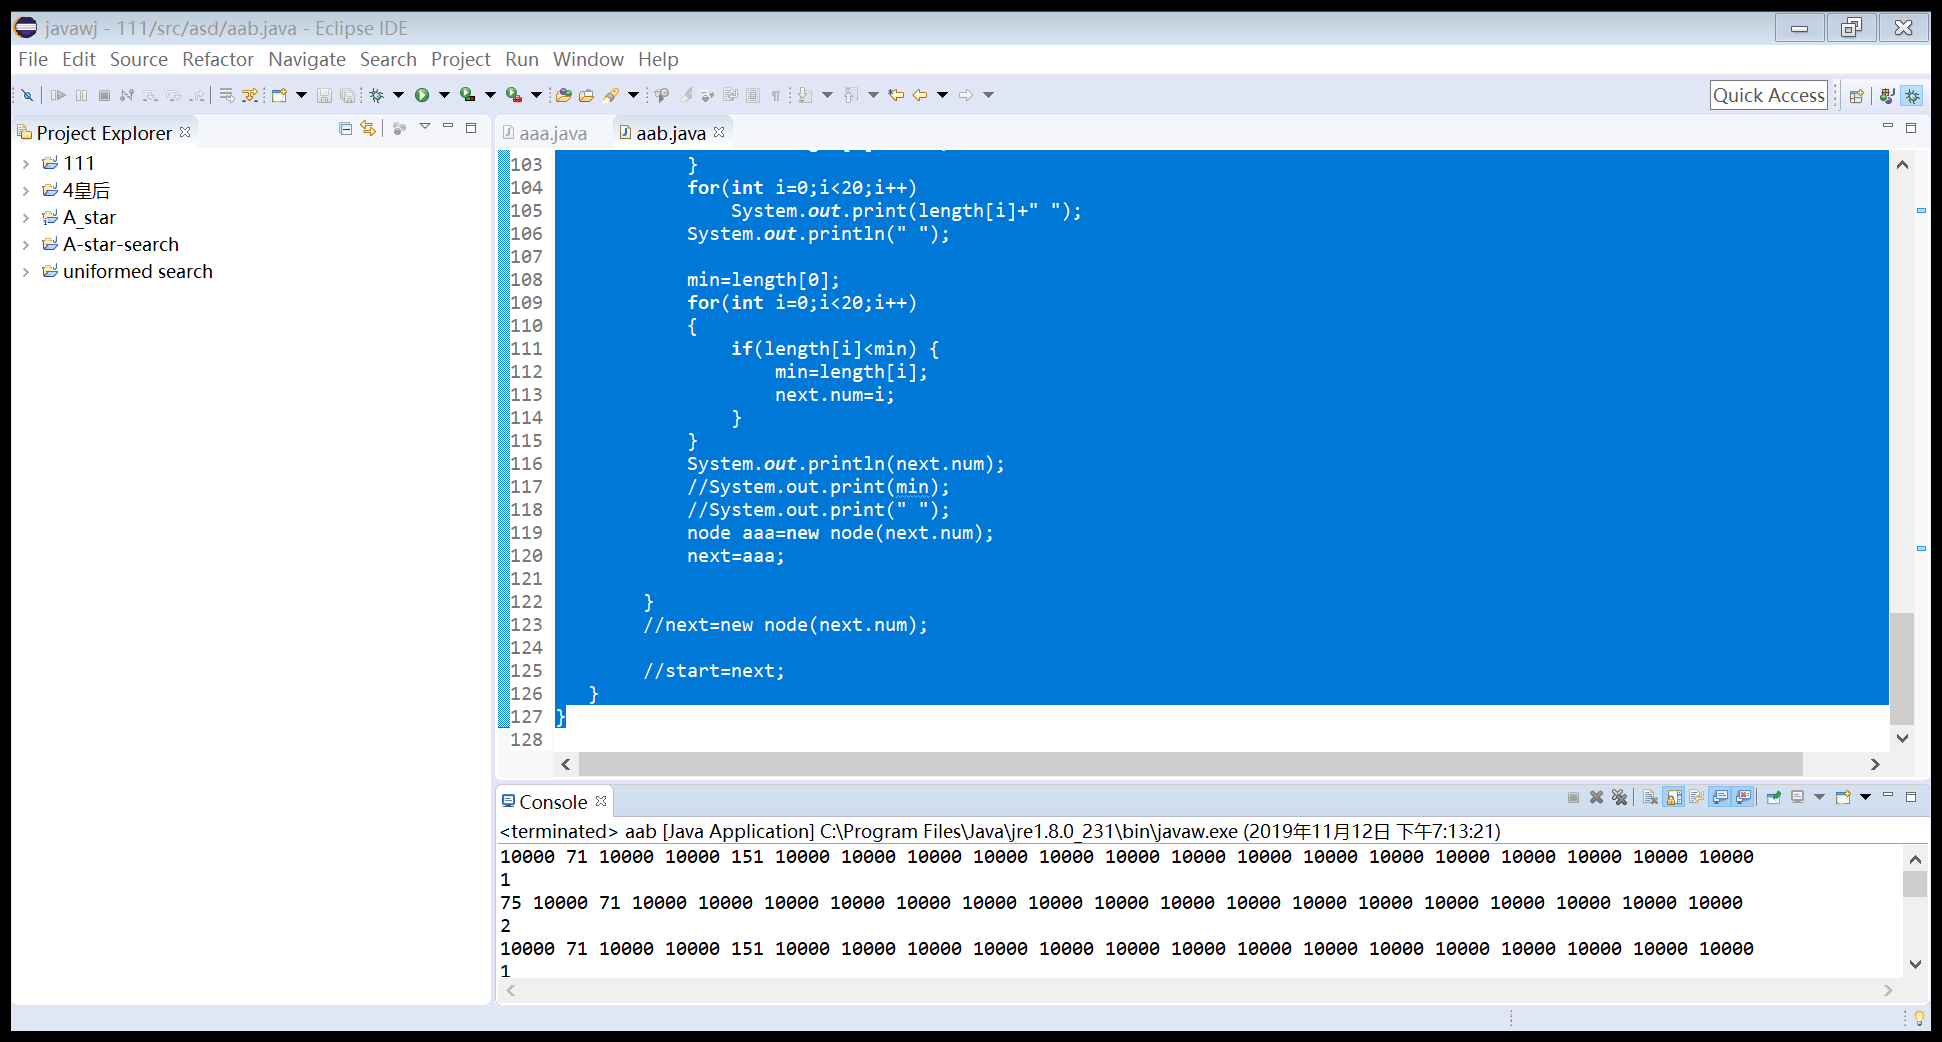 javawj - 111/src/asd/aab.java - Eclipse IDE
File Edit Source Refactor Navigate Search Project Run Window Help
Quick Access
Project Explorer
111
4皇后
A_star
A-star-search
uniformed search
aaa.java
aab.java
103 }
104 for(int i=0;i<20;i++)
105 System.out.print(length[i]+" ");
106 System.out.println(" ");
107
108 min=length[0];
109 for(int i=0;i<20;i++)
110 {
111 if(length[i]<min) {
112 min=length[i];
113 next.num=i;
114 }
115 }
116 System.out.println(next.num);
117 //System.out.print(min);
118 //System.out.print(" ");
119 node aaa=new node(next.num);
120 next=aaa;
121
122 }
123 //next=new node(next.num);
124
125 //start=next;
126 }
127 }
128
Console
<terminated> aab [Java Application] C:\Program Files\Java\jre1.8.0_231\bin\javaw.exe (2019年11月12日 下午7:13:21)
10000 71 10000 10000 151 10000 10000 10000 10000 10000 10000 10000 10000 10000 10000 10000 10000 10000 10000 10000
1
75 10000 71 10000 10000 10000 10000 10000 10000 10000 10000 10000 10000 10000 10000 10000 10000 10000 10000 10000
2
10000 71 10000 10000 151 10000 10000 10000 10000 10000 10000 10000 10000 10000 10000 10000 10000 10000 10000 10000
1